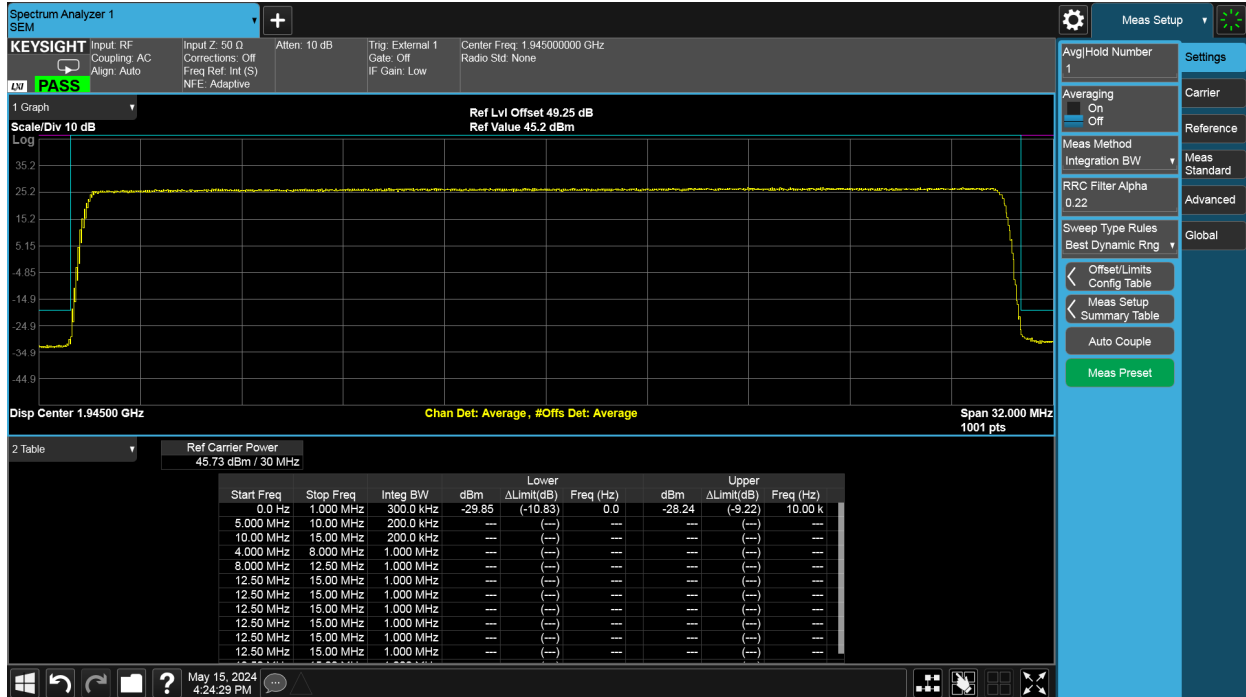 Spectrum Analyzer 1
SEM
+
Meas Setup
KEYSIGHT
LXI
PASS
Input: RF
Coupling: AC
Align: Auto
Input Z: 50 Ω
Corrections: Off
Freq Ref: Int (S)
NFE: Adaptive
Atten: 10 dB
Trig: External 1
Gate: Off
IF Gain: Low
Center Freq: 1.945000000 GHz
Radio Std: None
1 Graph
Scale/Div 10 dB
Ref Lvl Offset 49.25 dB
Ref Value 45.2 dBm
Log
35.2
25.2
15.2
5.15
-4.85
-14.9
-24.9
-34.9
-44.9
Disp Center 1.94500 GHz
Chan Det: Average , #Offs Det: Average
Span 32.000 MHz
1001 pts
2 Table
Ref Carrier Power
45.73 dBm / 30 MHz
Lower Upper
Start Freq Stop Freq Integ BW dBm ΔLimit(dB) Freq (Hz) dBm ΔLimit(dB) Freq (Hz)
0.0 Hz 1.000 MHz 300.0 kHz -29.85 (-10.83) 0.0 -28.24 (-9.22) 10.00 k
5.000 MHz 10.00 MHz 200.0 kHz --- (---) --- --- (---) ---
10.00 MHz 15.00 MHz 200.0 kHz --- (---) --- --- (---) ---
4.000 MHz 8.000 MHz 1.000 MHz --- (---) --- --- (---) ---
8.000 MHz 12.50 MHz 1.000 MHz --- (---) --- --- (---) ---
12.50 MHz 15.00 MHz 1.000 MHz --- (---) --- --- (---) ---
12.50 MHz 15.00 MHz 1.000 MHz --- (---) --- --- (---) ---
12.50 MHz 15.00 MHz 1.000 MHz --- (---) --- --- (---) ---
12.50 MHz 15.00 MHz 1.000 MHz --- (---) --- --- (---) ---
12.50 MHz 15.00 MHz 1.000 MHz --- (---) --- --- (---) ---
12.50 MHz 15.00 MHz 1.000 MHz --- (---) --- --- (---) ---
Avg|Hold Number
1
Averaging
On
Off
Meas Method
Integration BW
RRC Filter Alpha
0.22
Sweep Type Rules
Best Dynamic Rng
Offset/Limits
Config Table
Meas Setup
Summary Table
Auto Couple
Meas Preset
Settings
Carrier
Reference
Meas
Standard
Advanced
Global
?
May 15, 2024
4:24:29 PM